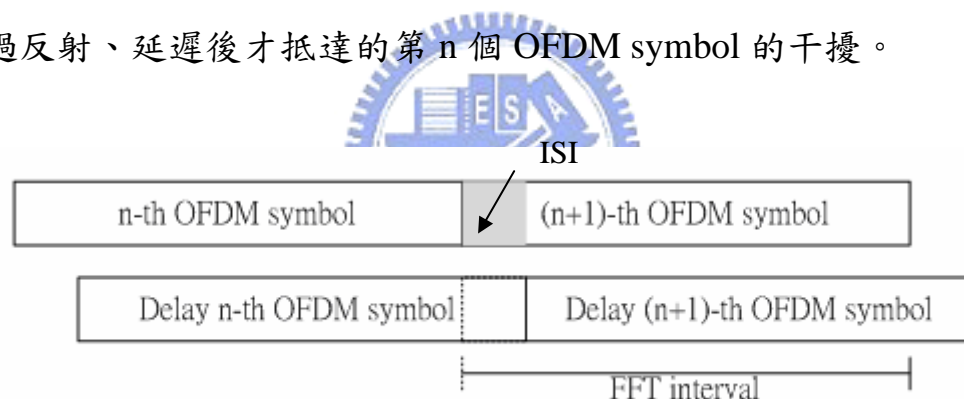 過反射、延遲後才抵達的第 n 個 OFDM symbol 的干擾。
ES A
ISI
n-th OFDM symbol
(n+1)-th OFDM symbol
Delay n-th OFDM symbol
Delay (n+1)-th OFDM symbol
FFT interval